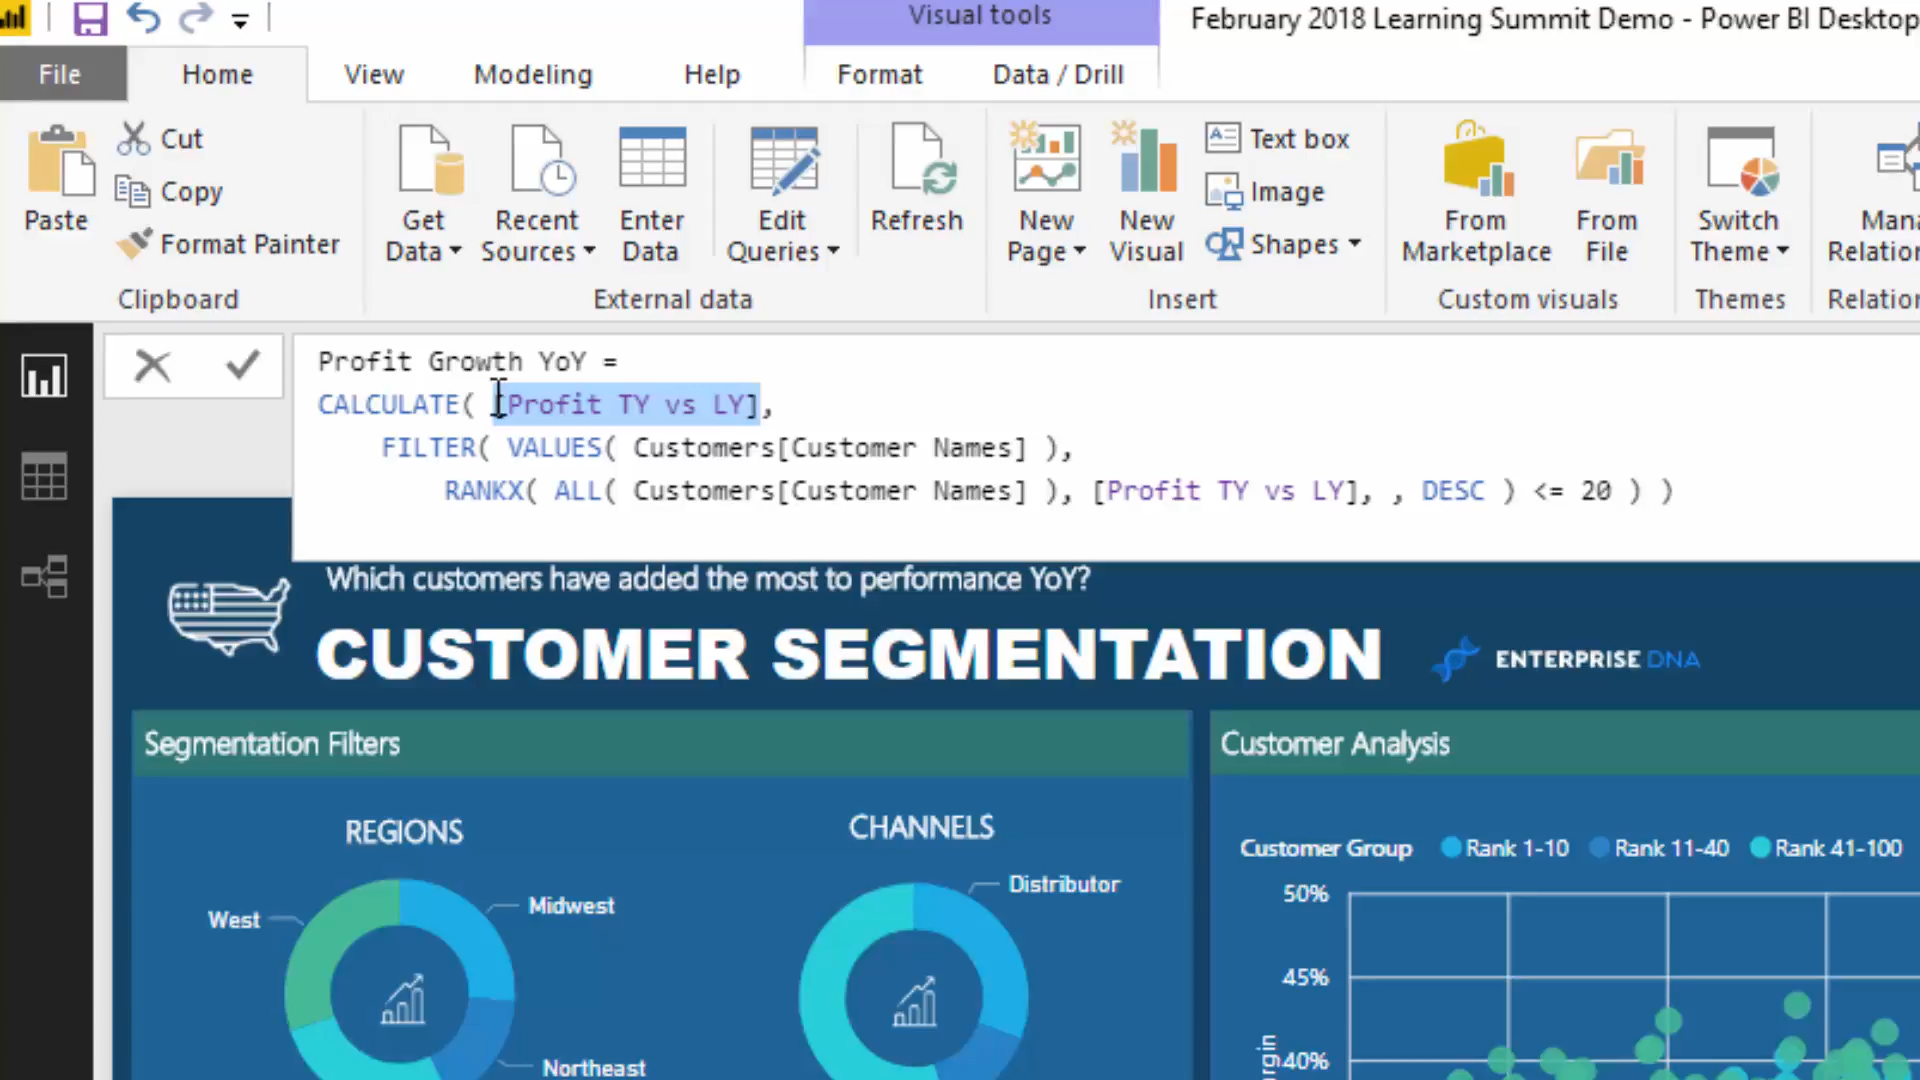 Visual tools
February 2018 Learning Summit Demo - Power BI Desktop
File
Home
View
Modeling
Help
Format
Data / Drill
Cut
Copy
Format Painter
Paste
Clipboard
Get Data
Recent Sources
Enter Data
Edit Queries
Refresh
External data
New Page
New Visual
Text box
Image
Shapes
Insert
From Marketplace
From File
Custom visuals
Switch Theme
Themes
Profit Growth YoY =
CALCULATE( [Profit TY vs LY],
FILTER( VALUES( Customers[Customer Names] ),
RANKX( ALL( Customers[Customer Names] ), [Profit TY vs LY], , DESC ) <= 20 ) )
Which customers have added the most to performance YoY?
CUSTOMER SEGMENTATION
ENTERPRISE DNA
Segmentation Filters
Customer Analysis
REGIONS
CHANNELS
West
Midwest
Northeast
Distributor
Customer Group
Rank 1-10
Rank 11-40
Rank 41-100
50%
45%
40%